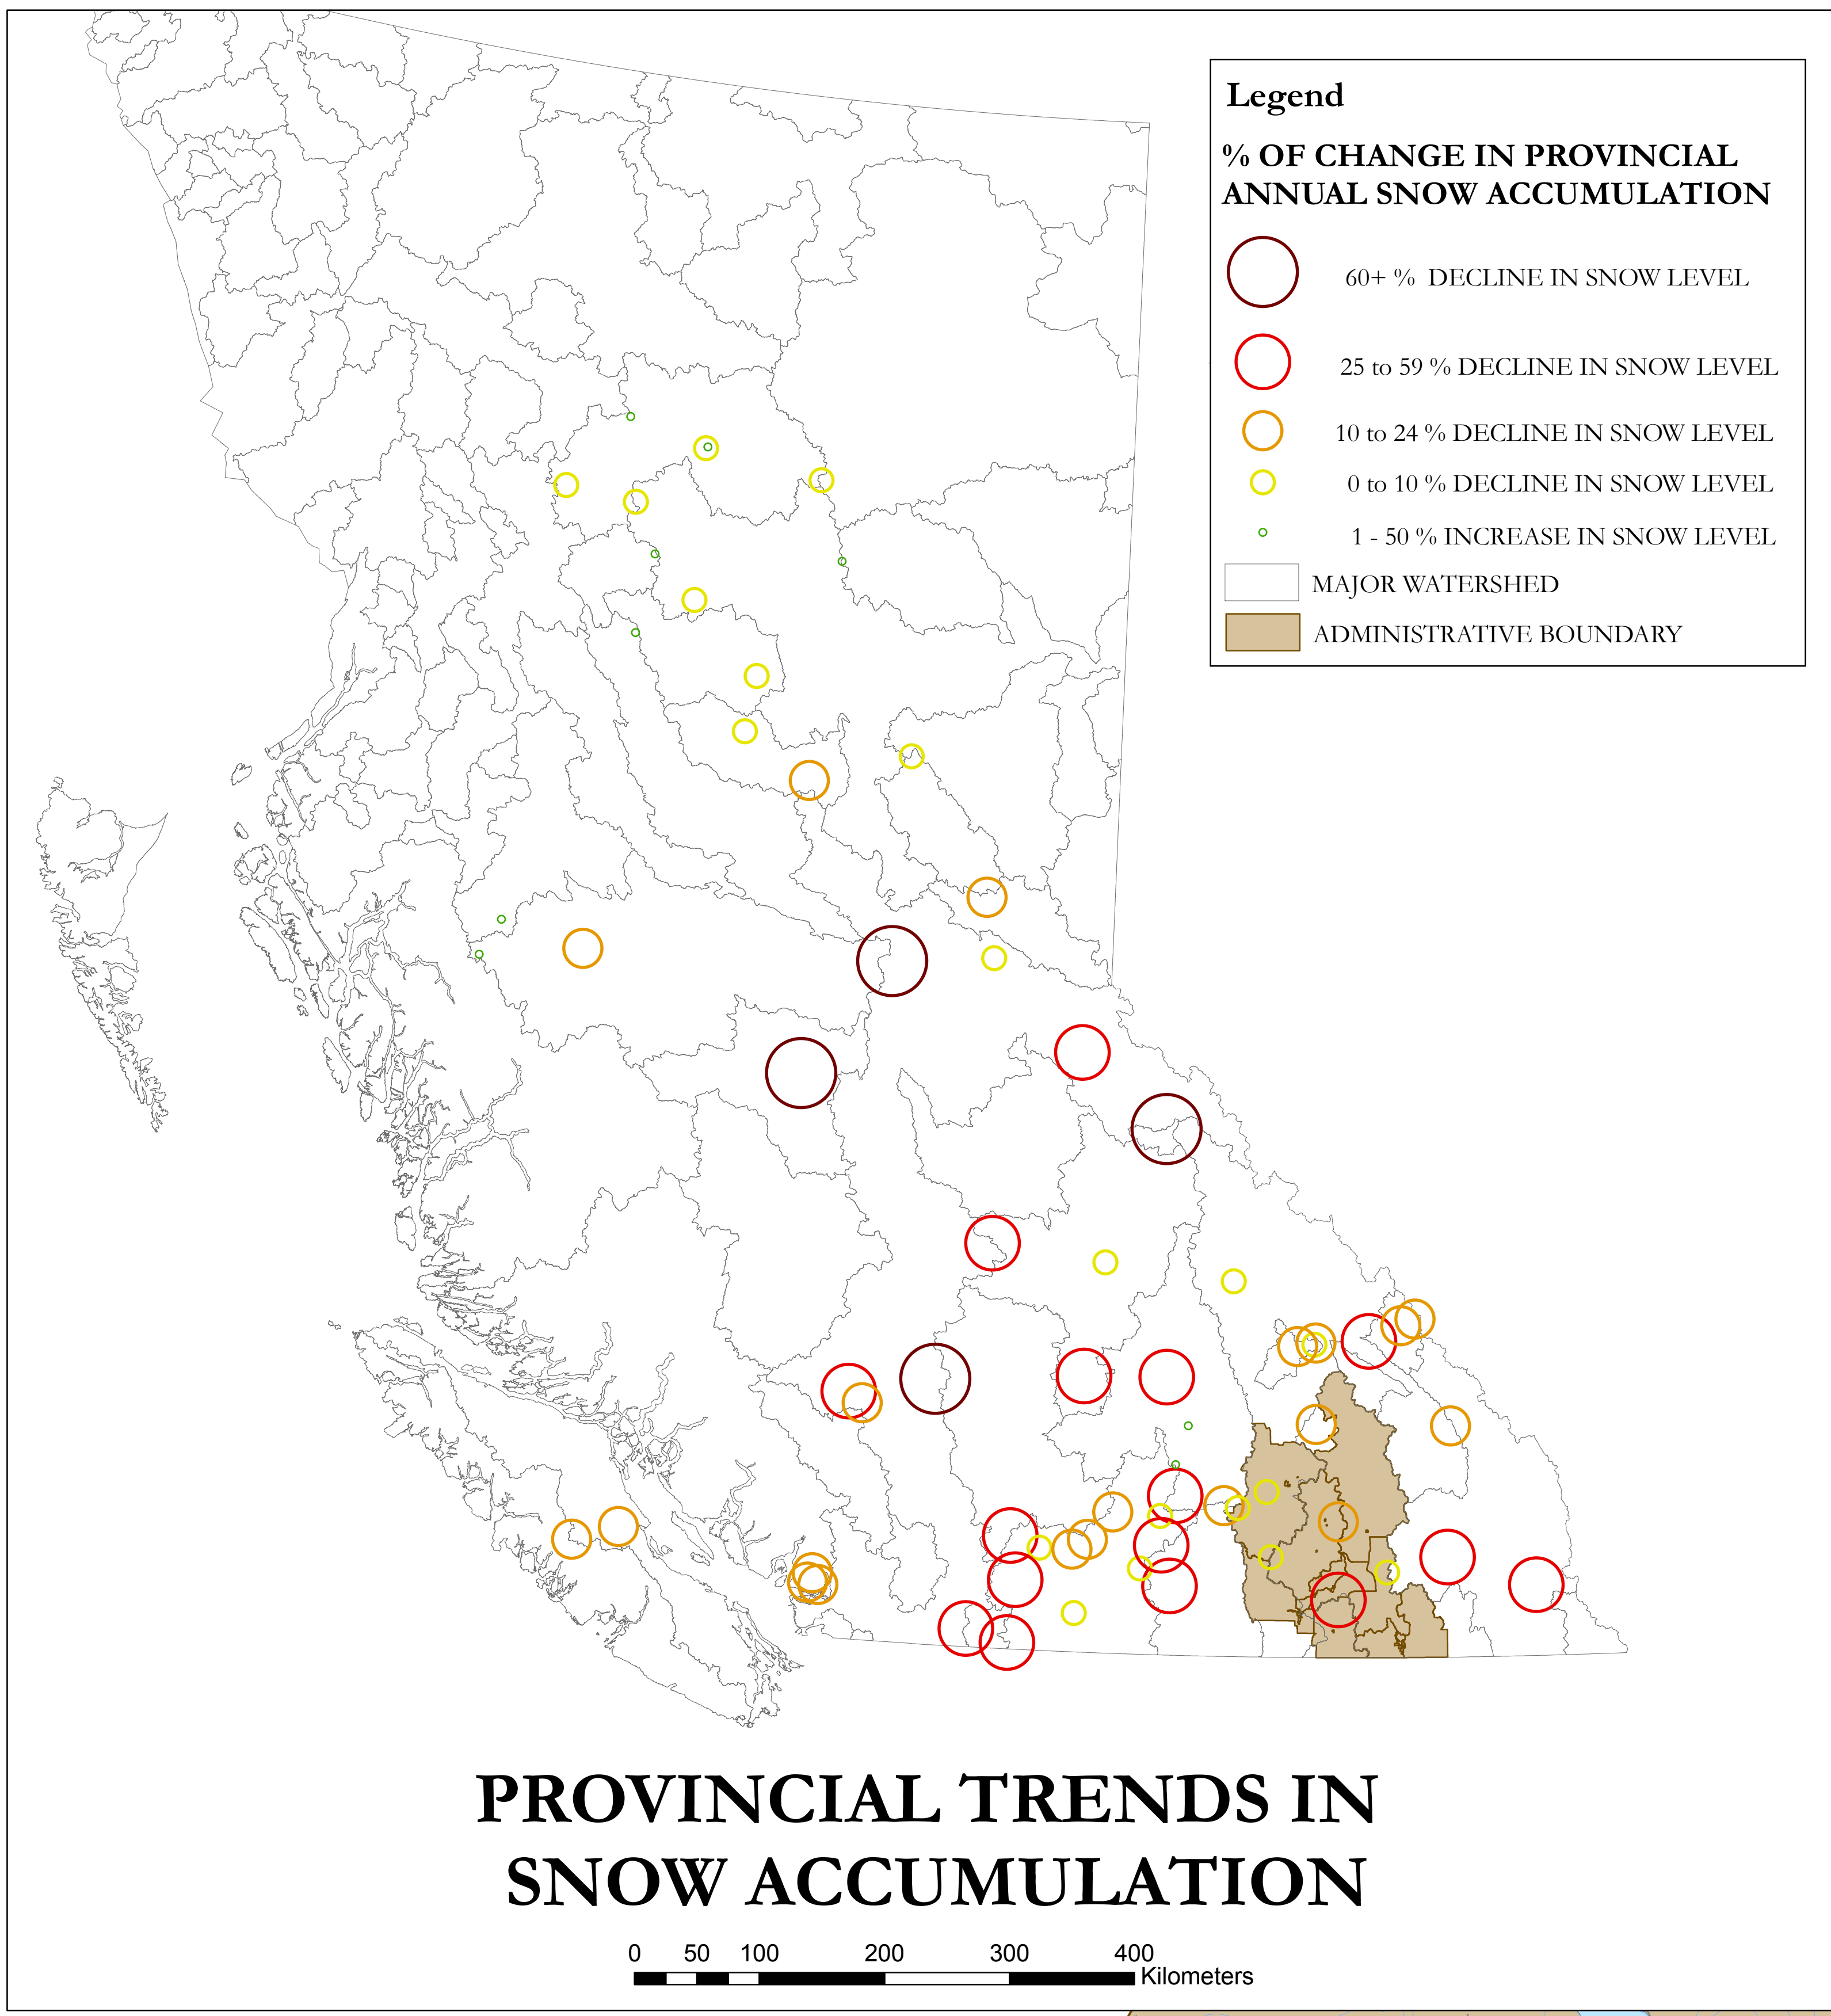 Legend
% OF CHANGE IN PROVINCIAL
ANNUAL SNOW ACCUMULATION
60+ % DECLINE IN SNOW LEVEL
25 to 59 % DECLINE IN SNOW LEVEL
10 to 24 % DECLINE IN SNOW LEVEL
0 to 10 % DECLINE IN SNOW LEVEL
1 - 50 % INCREASE IN SNOW LEVEL
MAJOR WATERSHED
ADMINISTRATIVE BOUNDARY
PROVINCIAL TRENDS IN
SNOW ACCUMULATION
0 50 100 200 300 400
Kilometers